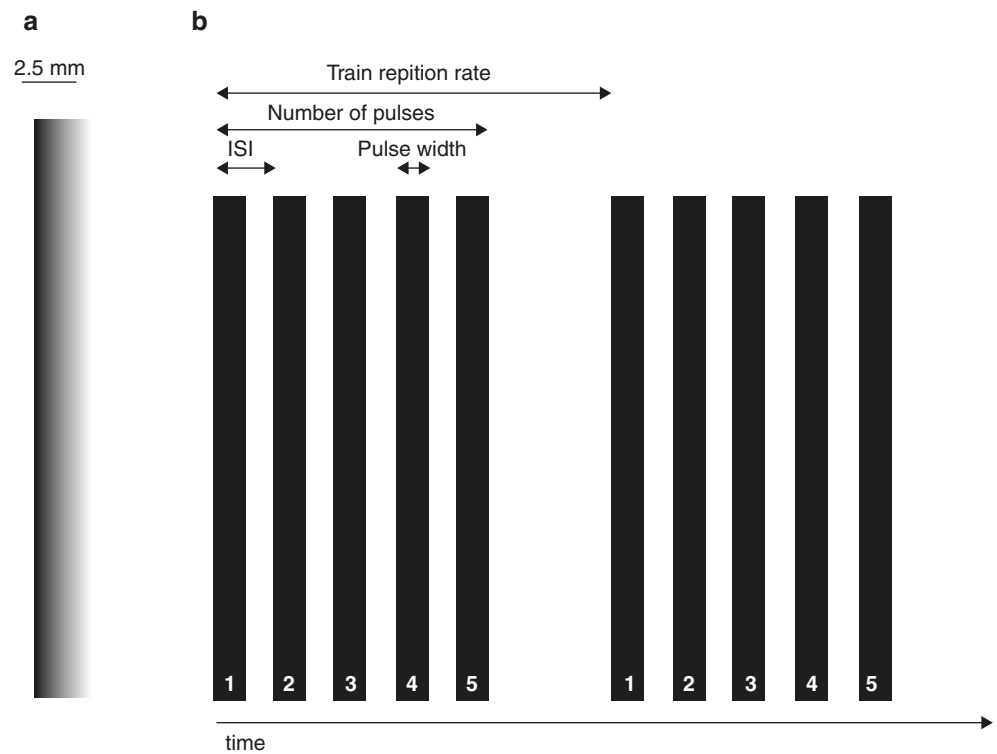 a
2.5 mm
b
Train repition rate
Number of pulses
ISI
Pulse width
1 2 3 4 5 1 2 3 4 5
time